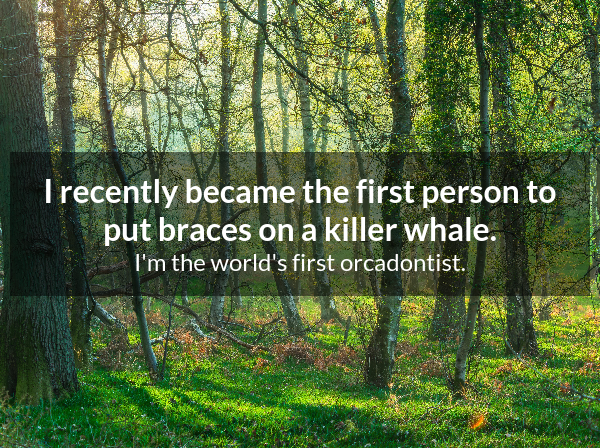 I recently became the first person to
put braces on a killer whale.
I'm the world's first orcadontist.